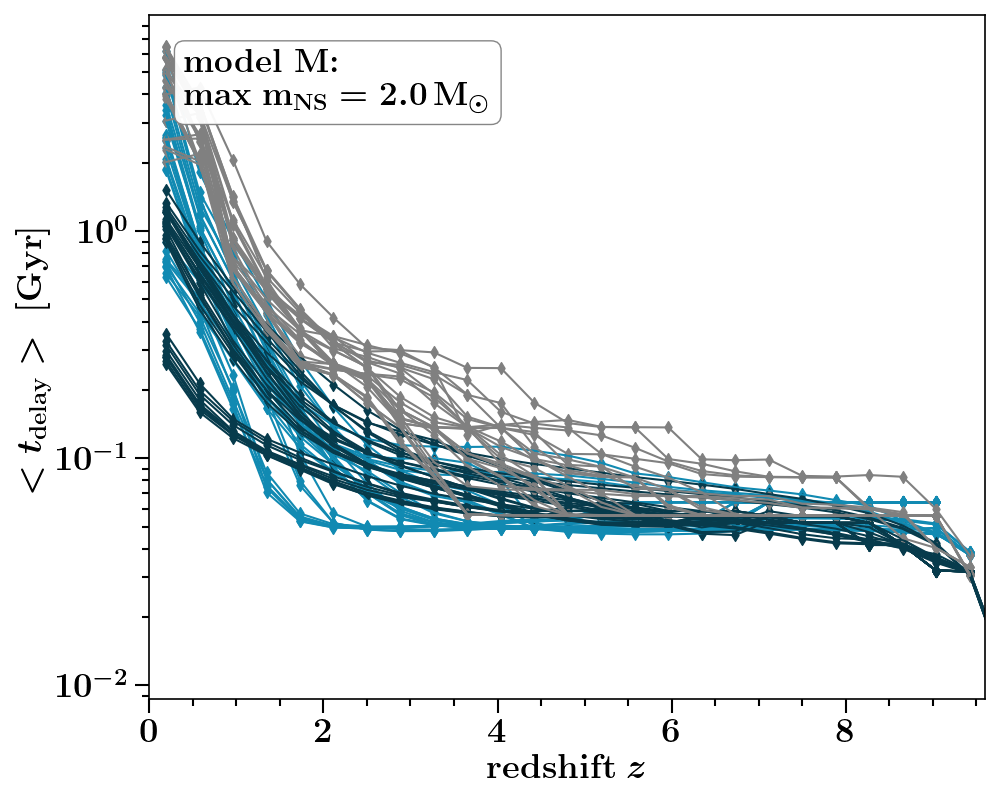 model M:
max m_NS = 2.0 M_⊙
< t_delay > [Gyr]
10^0
10^-1
10^-2
0 2 4 6 8
redshift z